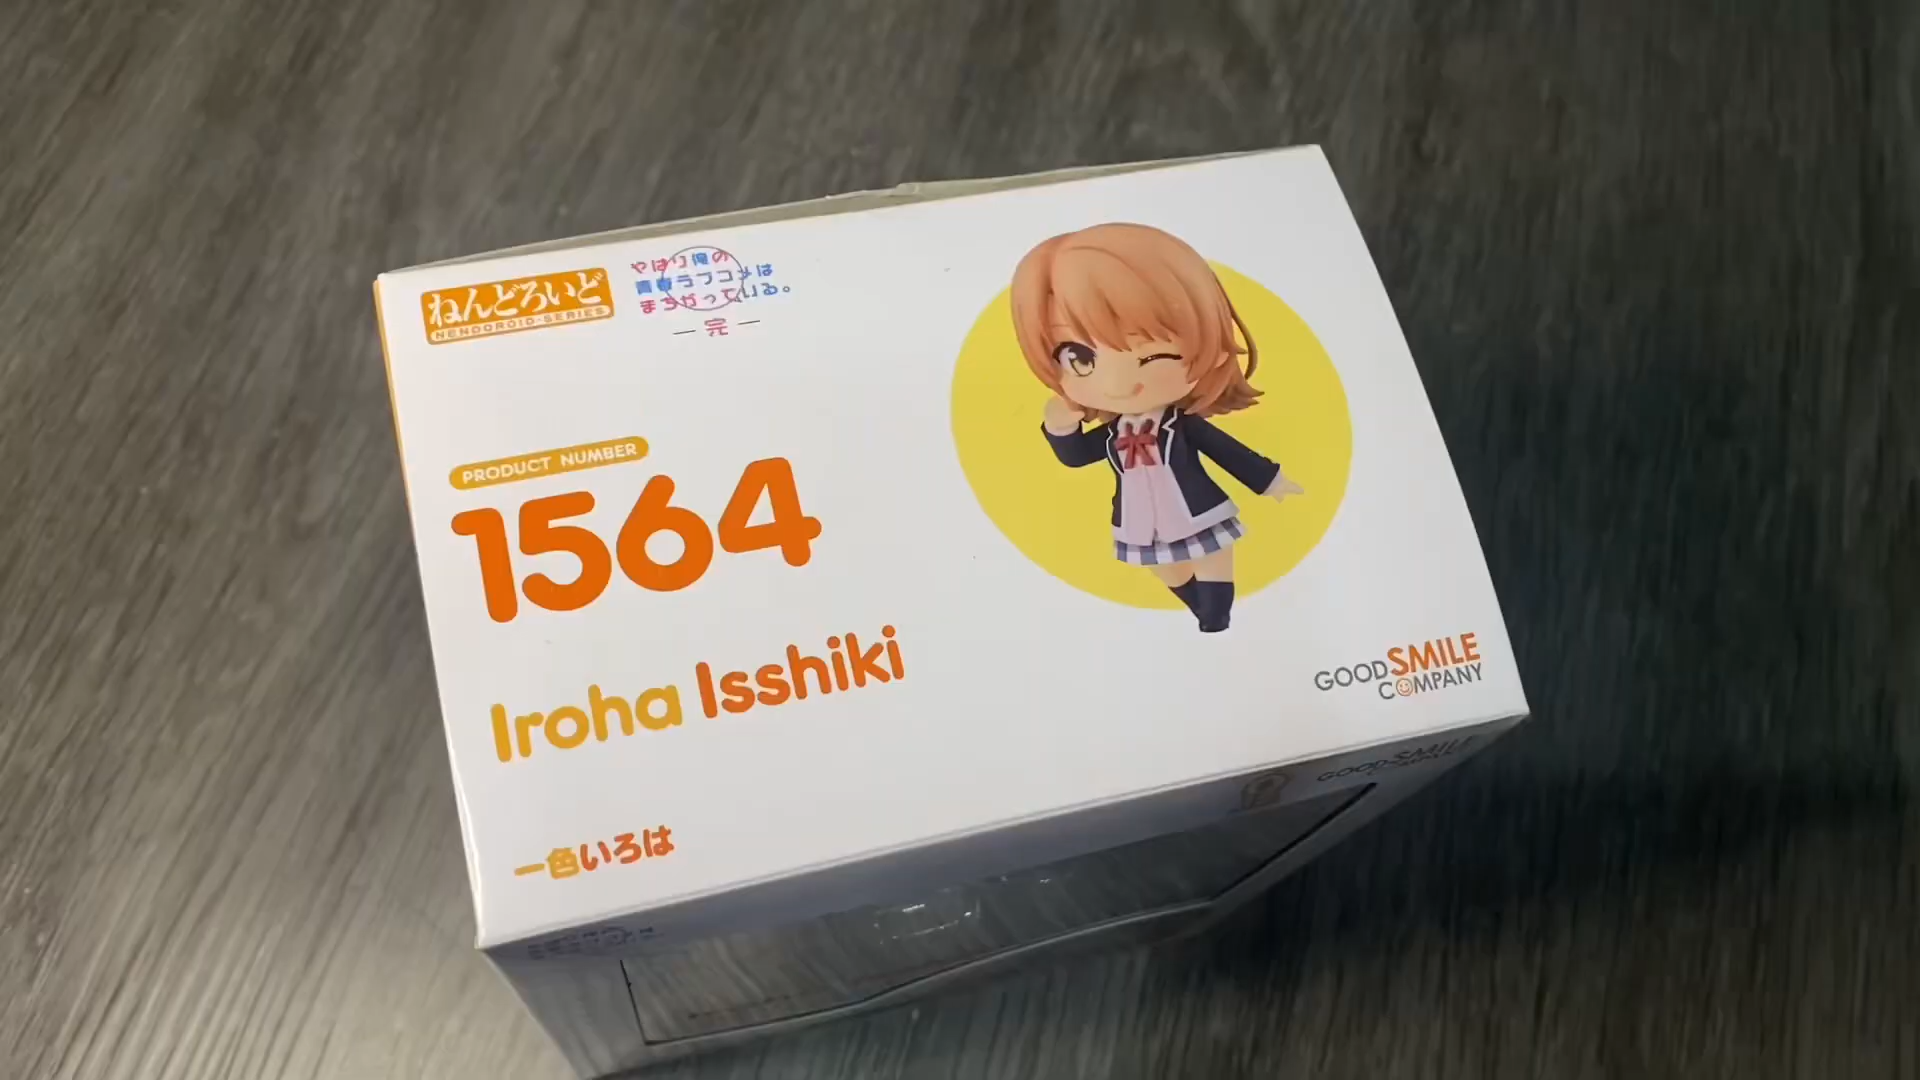 ねんどろいど
NENDOROID-SERIES
やはり俺の
青春ラブコメは
まちがっている。
完
PRODUCT NUMBER
1564
Iroha Isshiki
GOOD SMILE
COMPANY
一色いろは
GOOD SMILE